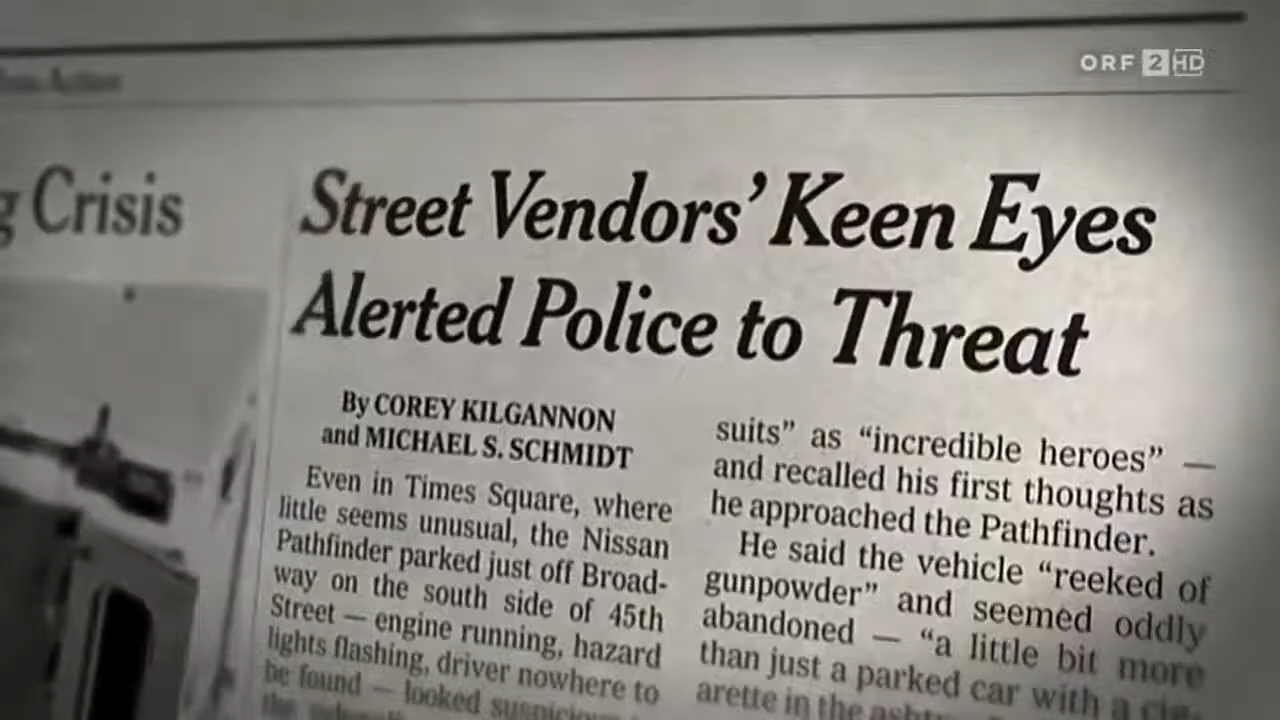 ORF 2 HD
Crisis
Street Vendors’ Keen Eyes
Alerted Police to Threat
By COREY KILGANNON
and MICHAEL S. SCHMIDT
Even in Times Square, where
little seems unusual, the Nissan
Pathfinder parked just off Broad-
way on the south side of 45th
Street — engine running, hazard
lights flashing, driver nowhere to
be found — looked
suits” as “incredible heroes” —
and recalled his first thoughts as
he approached the Pathfinder.
He said the vehicle “reeked of
gunpowder” and seemed oddly
abandoned — “a little bit more
than just a parked car with a cig-
arette in the